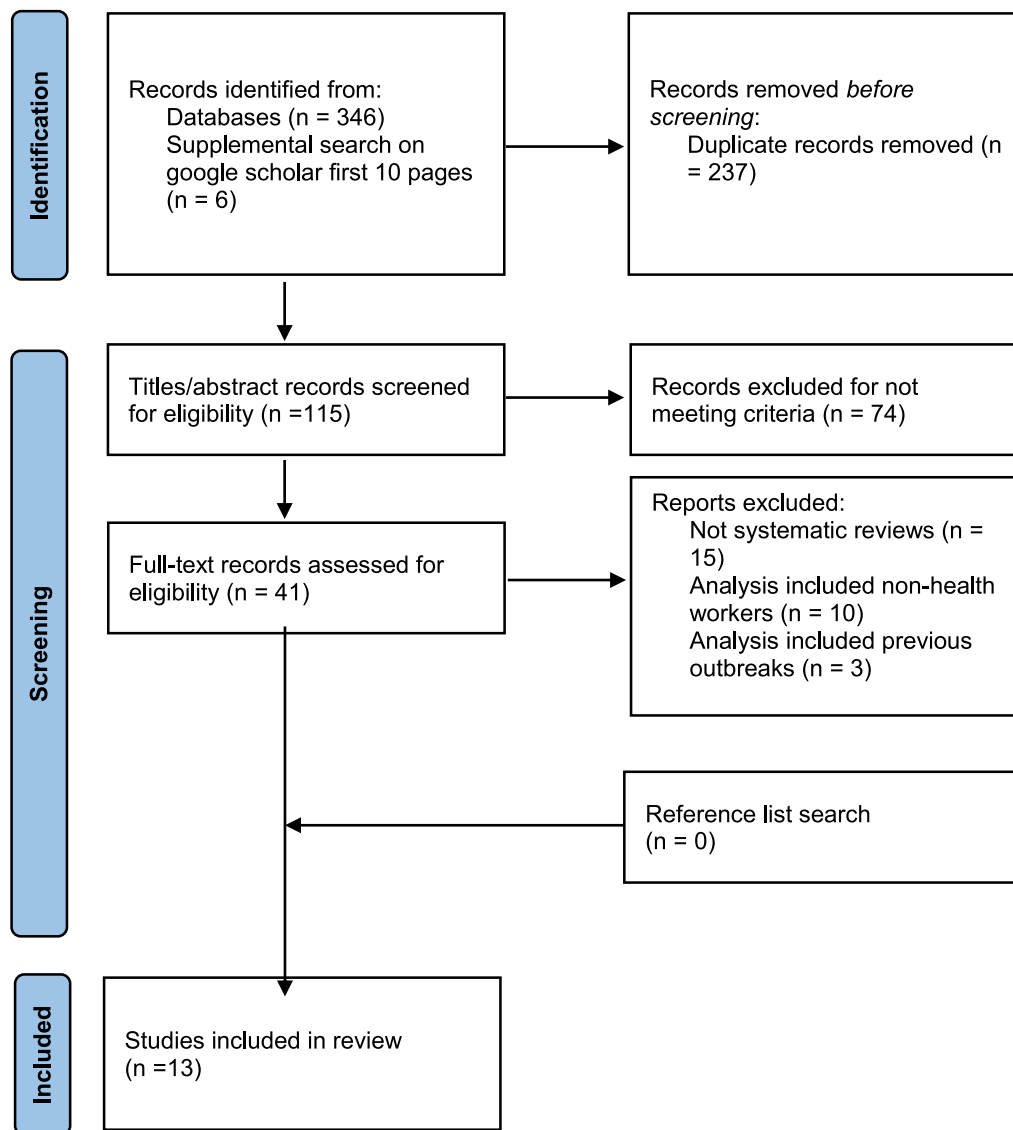 Identification
Records identified from:
Databases (n = 346)
Supplemental search on
google scholar first 10 pages
(n = 6)
Records removed before
screening:
Duplicate records removed (n
= 237)
Screening
Titles/abstract records screened
for eligibility (n =115)
Records excluded for not
meeting criteria (n = 74)
Full-text records assessed for
eligibility (n = 41)
Reports excluded:
Not systematic reviews (n =
15)
Analysis included non-health
workers (n = 10)
Analysis included previous
outbreaks (n = 3)
Reference list search
(n = 0)
Included
Studies included in review
(n =13)